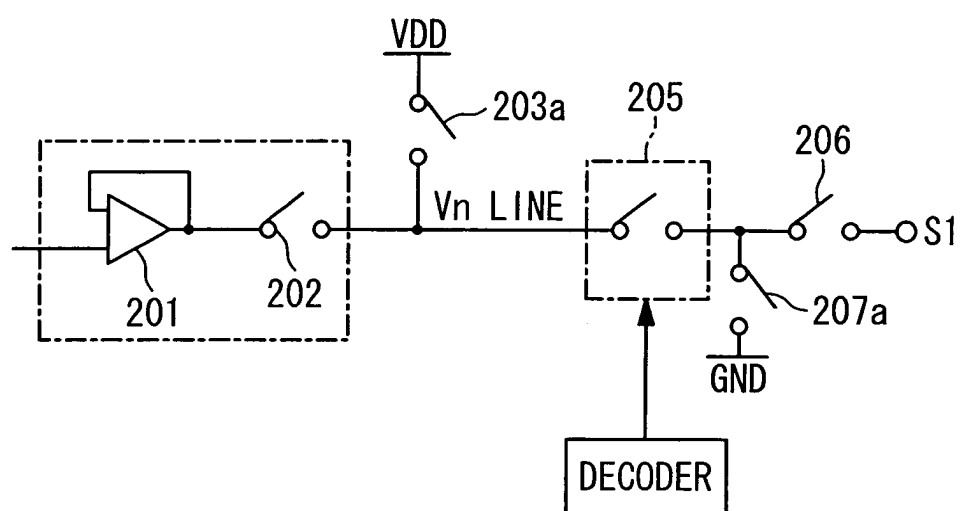 VDD
203a
205
206
Vn LINE
S1
201
202
207a
GND
DECODER